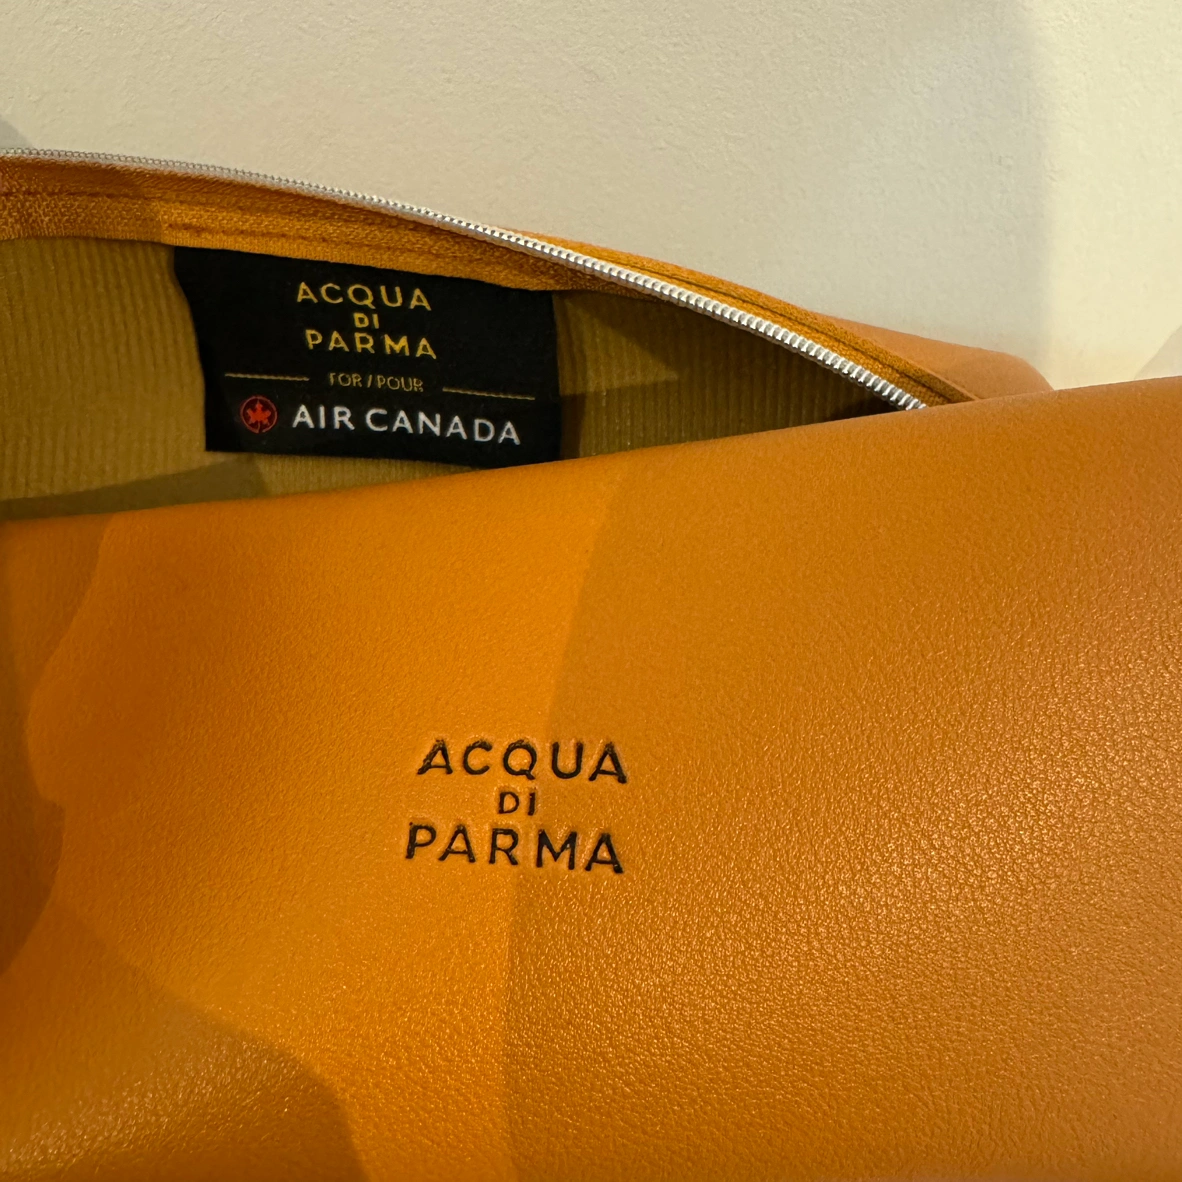 ACQUA
DI
PARMA
FOR / POUR
AIR CANADA
ACQUA
DI
PARMA